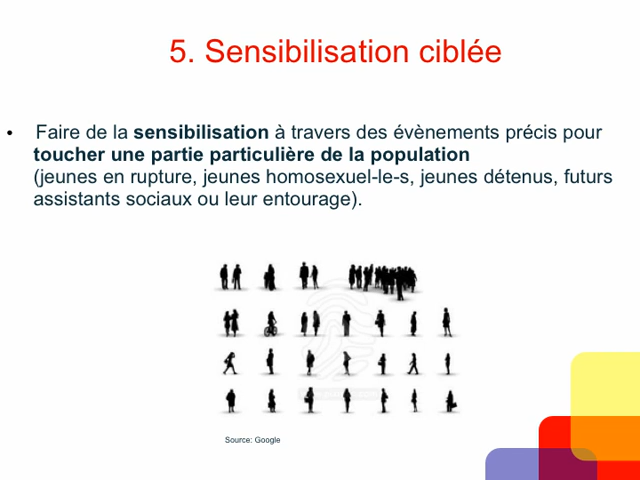 5. Sensibilisation ciblée
• Faire de la sensibilisation à travers des évènements précis pour
toucher une partie particulière de la population
(jeunes en rupture, jeunes homosexuel-le-s, jeunes détenus, futurs
assistants sociaux ou leur entourage).
Source: Google